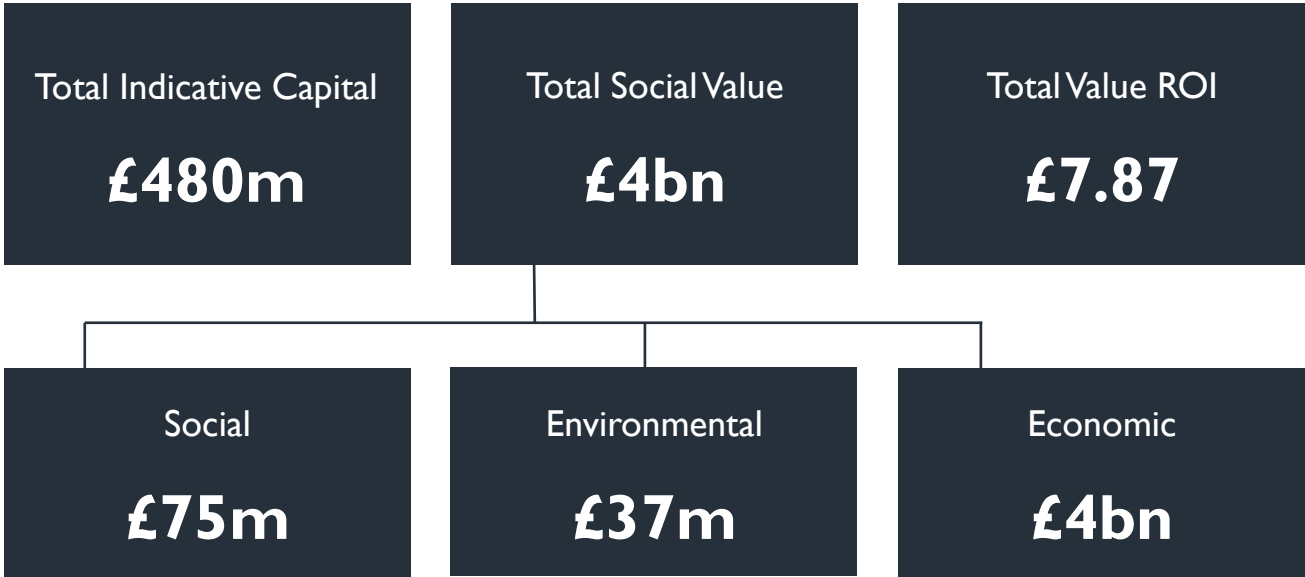 Total Indicative Capital
£480m
Total Social Value
£4bn
Total Value ROI
£7.87
Social
£75m
Environmental
£37m
Economic
£4bn